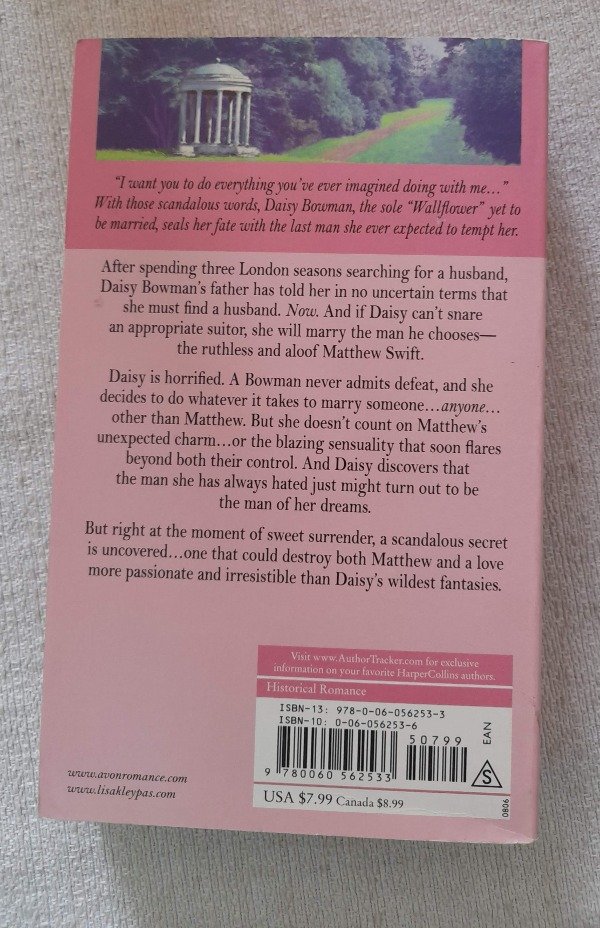 "I want you to do everything you've ever imagined doing with me…"
With those scandalous words, Daisy Bowman, the sole "Wallflower" yet to
be married, seals her fate with the last man she ever expected to tempt her.
After spending three London seasons searching for a husband,
Daisy Bowman's father has told her in no uncertain terms that
she must find a husband. Now. And if Daisy can't snare
an appropriate suitor, she will marry the man he chooses—
the ruthless and aloof Matthew Swift.
Daisy is horrified. A Bowman never admits defeat, and she
decides to do whatever it takes to marry someone…anyone…
other than Matthew. But she doesn't count on Matthew's
unexpected charm…or the blazing sensuality that soon flares
beyond both their control. And Daisy discovers that
the man she has always hated just might turn out to be
the man of her dreams.
But right at the moment of sweet surrender, a scandalous secret
is uncovered…one that could destroy both Matthew and a love
more passionate and irresistible than Daisy's wildest fantasies.
Visit www.AuthorTracker.com for exclusive
information on your favorite HarperCollins authors.
Historical Romance
ISBN-13: 978-0-06-056253-3
ISBN-10: 0-06-056253-6
50799
EAN
9 780060 562533
S
USA $7.99 Canada $8.99
0806
www.avonromance.com
www.lisakleypas.com